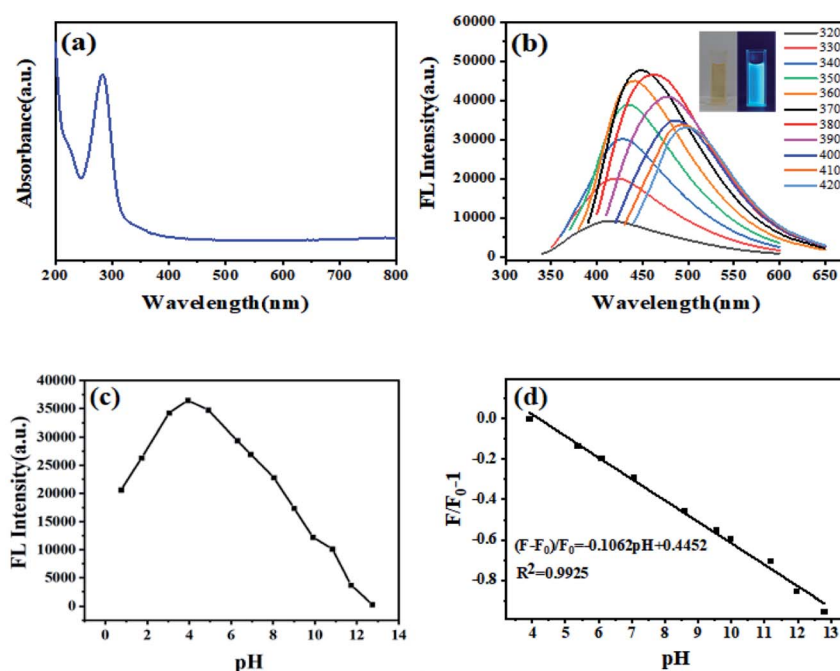 (a)
Absorbance(a.u.)
200 300 400 500 600 700 800
Wavelength(nm)
(b)
FL Intensity(a.u.)
60000
50000
40000
30000
20000
10000
0
300 350 400 450 500 550 600 650
Wavelength(nm)
320
330
340
350
360
370
380
390
400
410
420
(c)
FL Intensity(a.u.)
40000
35000
30000
25000
20000
15000
10000
5000
0
0 2 4 6 8 10 12 14
pH
(d)
F/F0-1
0.0
-0.2
-0.4
-0.6
-0.8
(F-F0)/F0=-0.1062pH+0.4452
R²=0.9925
4 5 6 7 8 9 10 11 12 13
pH